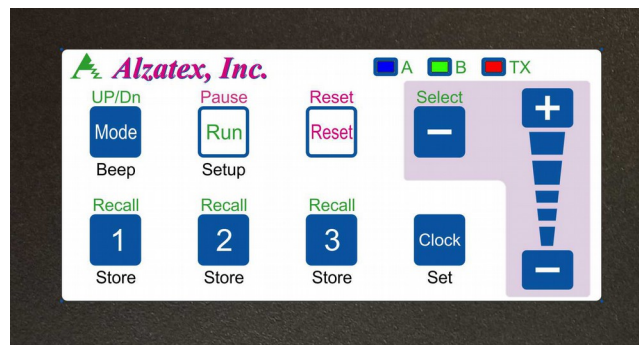 Alzatex, Inc. A B TX
UP/Dn Pause Reset Select
Mode Run Reset − +
Beep Setup
Recall Recall Recall
1 2 3 Clock −
Store Store Store Set